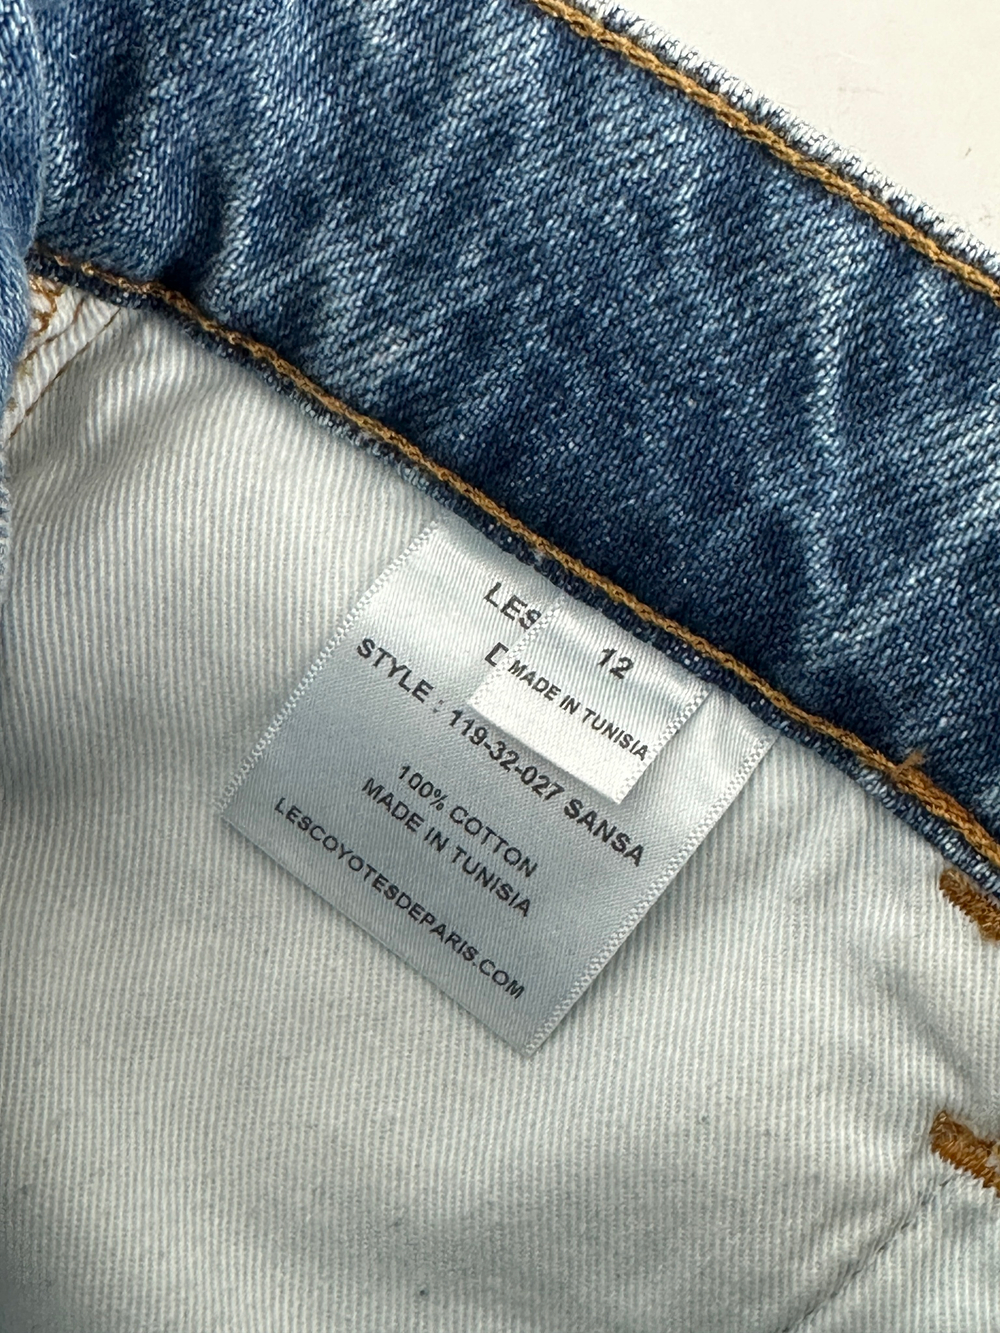 LES
D
12
MADE IN TUNISIA
STYLE : 119-32-027 SANSA
100% COTTON
MADE IN TUNISIA
LESCOYOTESDEPARIS.COM